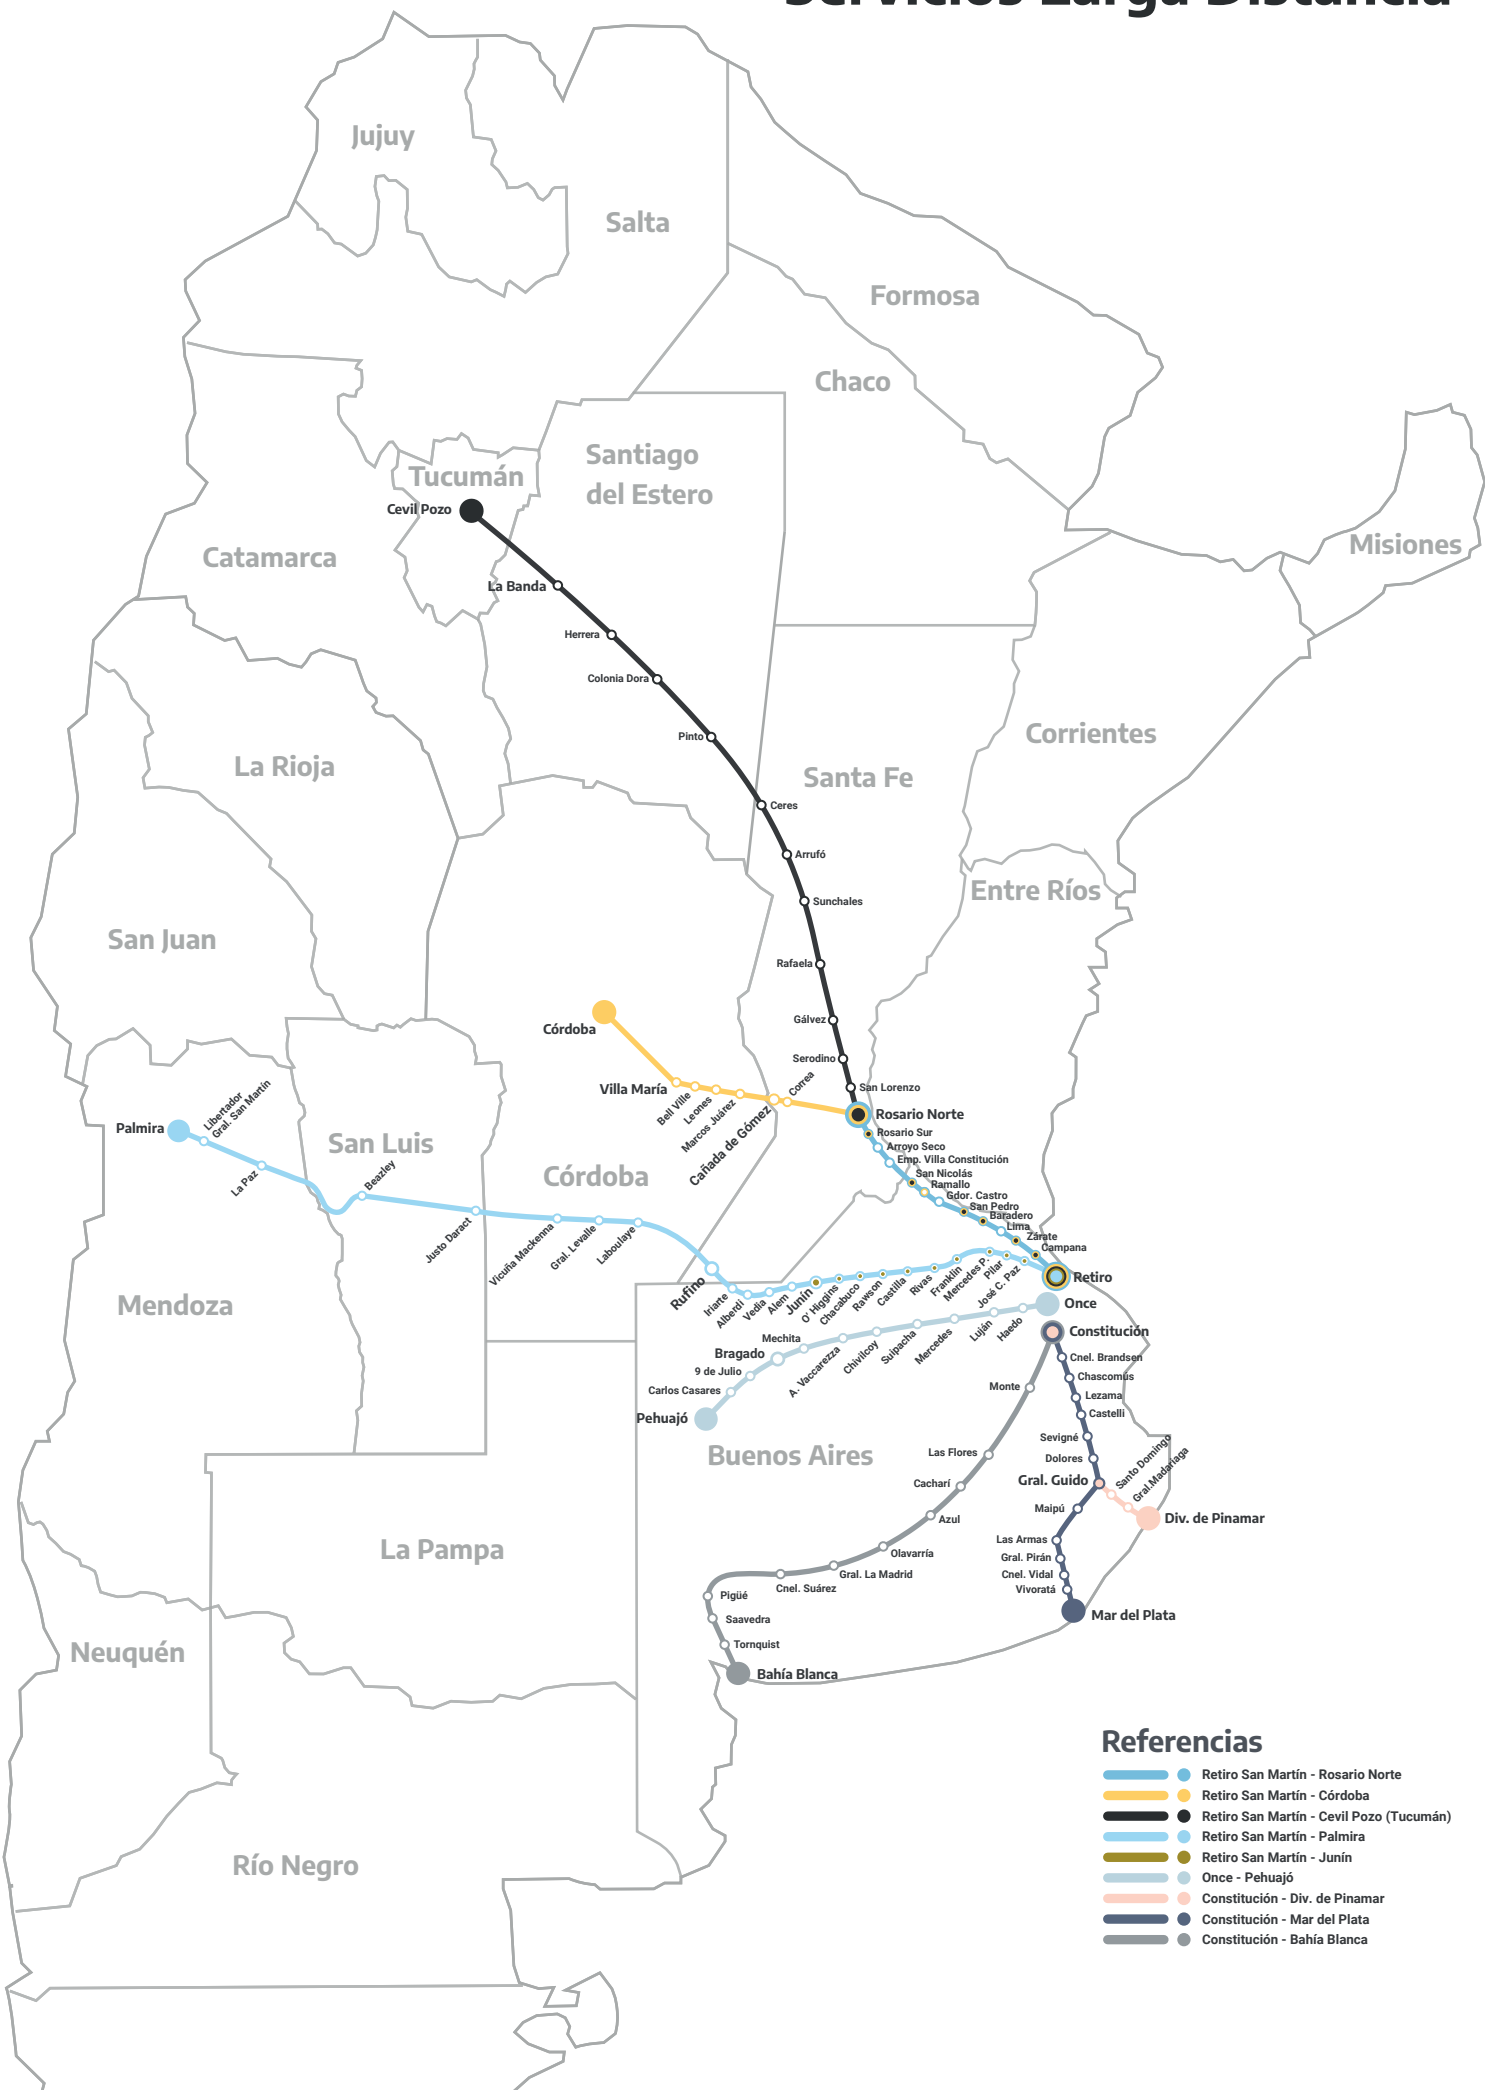 Servicios Larga Distancia
Jujuy
Salta
Formosa
Chaco
Santiago
del Estero
Tucumán
Cevil Pozo
Misiones
Catamarca
La Banda
Herrera
Colonia Dora
Corrientes
Pinto
La Rioja
Santa Fe
Ceres
Arrufó
Entre Ríos
Sunchales
San Juan
Rafaela
Gálvez
Córdoba
Serodino
San Lorenzo
Villa María
Bell Ville
Leones
Marcos Juárez
Cañada de Gómez
Correa
Rosario Norte
Rosario Sur
Arroyo Seco
Emp. Villa Constitución
San Nicolás
Ramallo
Gdor. Castro
San Pedro
Baradero
Lima
Zárate
Campana
Retiro
Palmira
Libertador
Gral. San Martín
La Paz
San Luis
Beazley
Córdoba
Justo Daract
Vicuña Mackenna
Gral. Levalle
Laboulaye
Rufino
Iriarte
Alberdi
Vedia
Alem
Junín
O' Higgins
Chacabuco
Rawson
Castilla
Rivas
Franklin
Mercedes P.
Pilar
José C. Paz
Mendoza
Once
Haedo
Luján
Mercedes
Suipacha
Chivilcoy
A. Vaccarezza
Mechita
Bragado
9 de Julio
Carlos Casares
Pehuajó
Constitución
Cnel. Brandsen
Chascomús
Lezama
Castelli
Sevigné
Dolores
Gral. Guido
Santo Domingo
Gral.Madariaga
Div. de Pinamar
Maipú
Las Armas
Gral. Pirán
Cnel. Vidal
Vivoratá
Mar del Plata
Buenos Aires
Monte
Las Flores
Cacharí
Azul
Olavarría
Gral. La Madrid
Cnel. Suárez
Pigüé
Saavedra
Tornquist
Bahía Blanca
La Pampa
Neuquén
Río Negro
Referencias
Retiro San Martín - Rosario Norte
Retiro San Martín - Córdoba
Retiro San Martín - Cevil Pozo (Tucumán)
Retiro San Martín - Palmira
Retiro San Martín - Junín
Once - Pehuajó
Constitución - Div. de Pinamar
Constitución - Mar del Plata
Constitución - Bahía Blanca